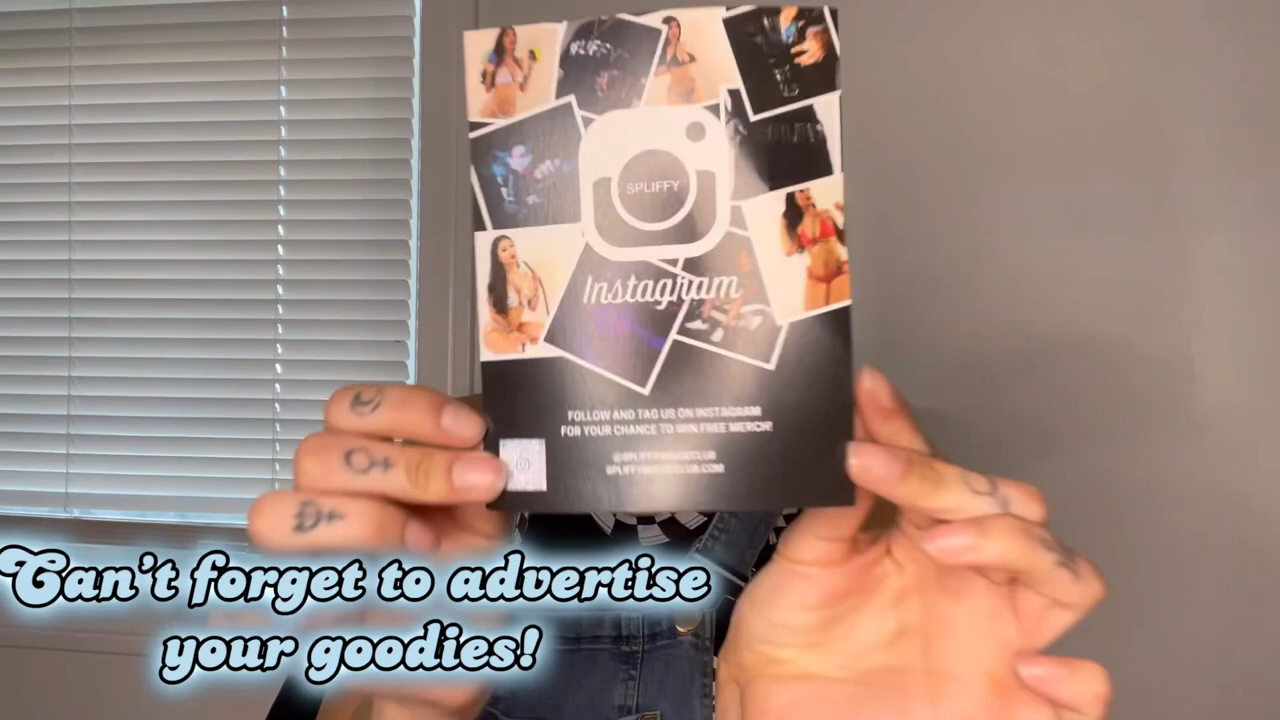 SPLIFFY
Instagram
FOLLOW AND TAG US ON INSTAGRAM
FOR YOUR CHANCE TO WIN FREE MERCH!
Can't forget to advertise
your goodies!